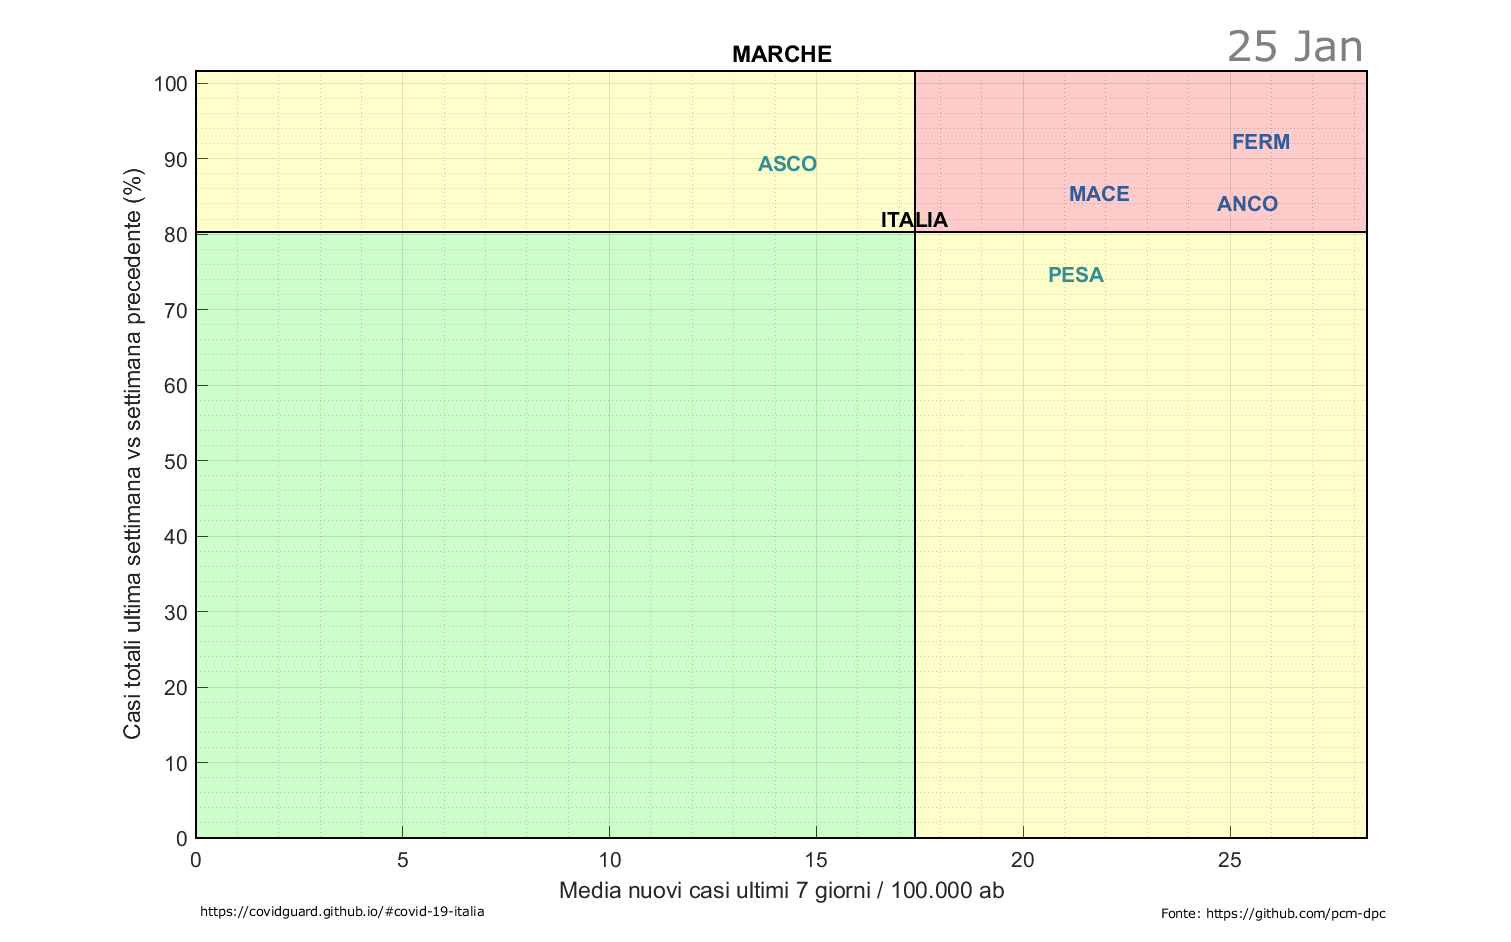 25 Jan
MARCHE
Casi totali ultima settimana vs settimana precedente (%)
100
90
80
70
60
50
40
30
20
10
0
FERM
ASCO
MACE
ANCO
ITALIA
PESA
0 5 10 15 20 25
Media nuovi casi ultimi 7 giorni / 100.000 ab
https://covidguard.github.io/#covid-19-italia
Fonte: https://github.com/pcm-dpc